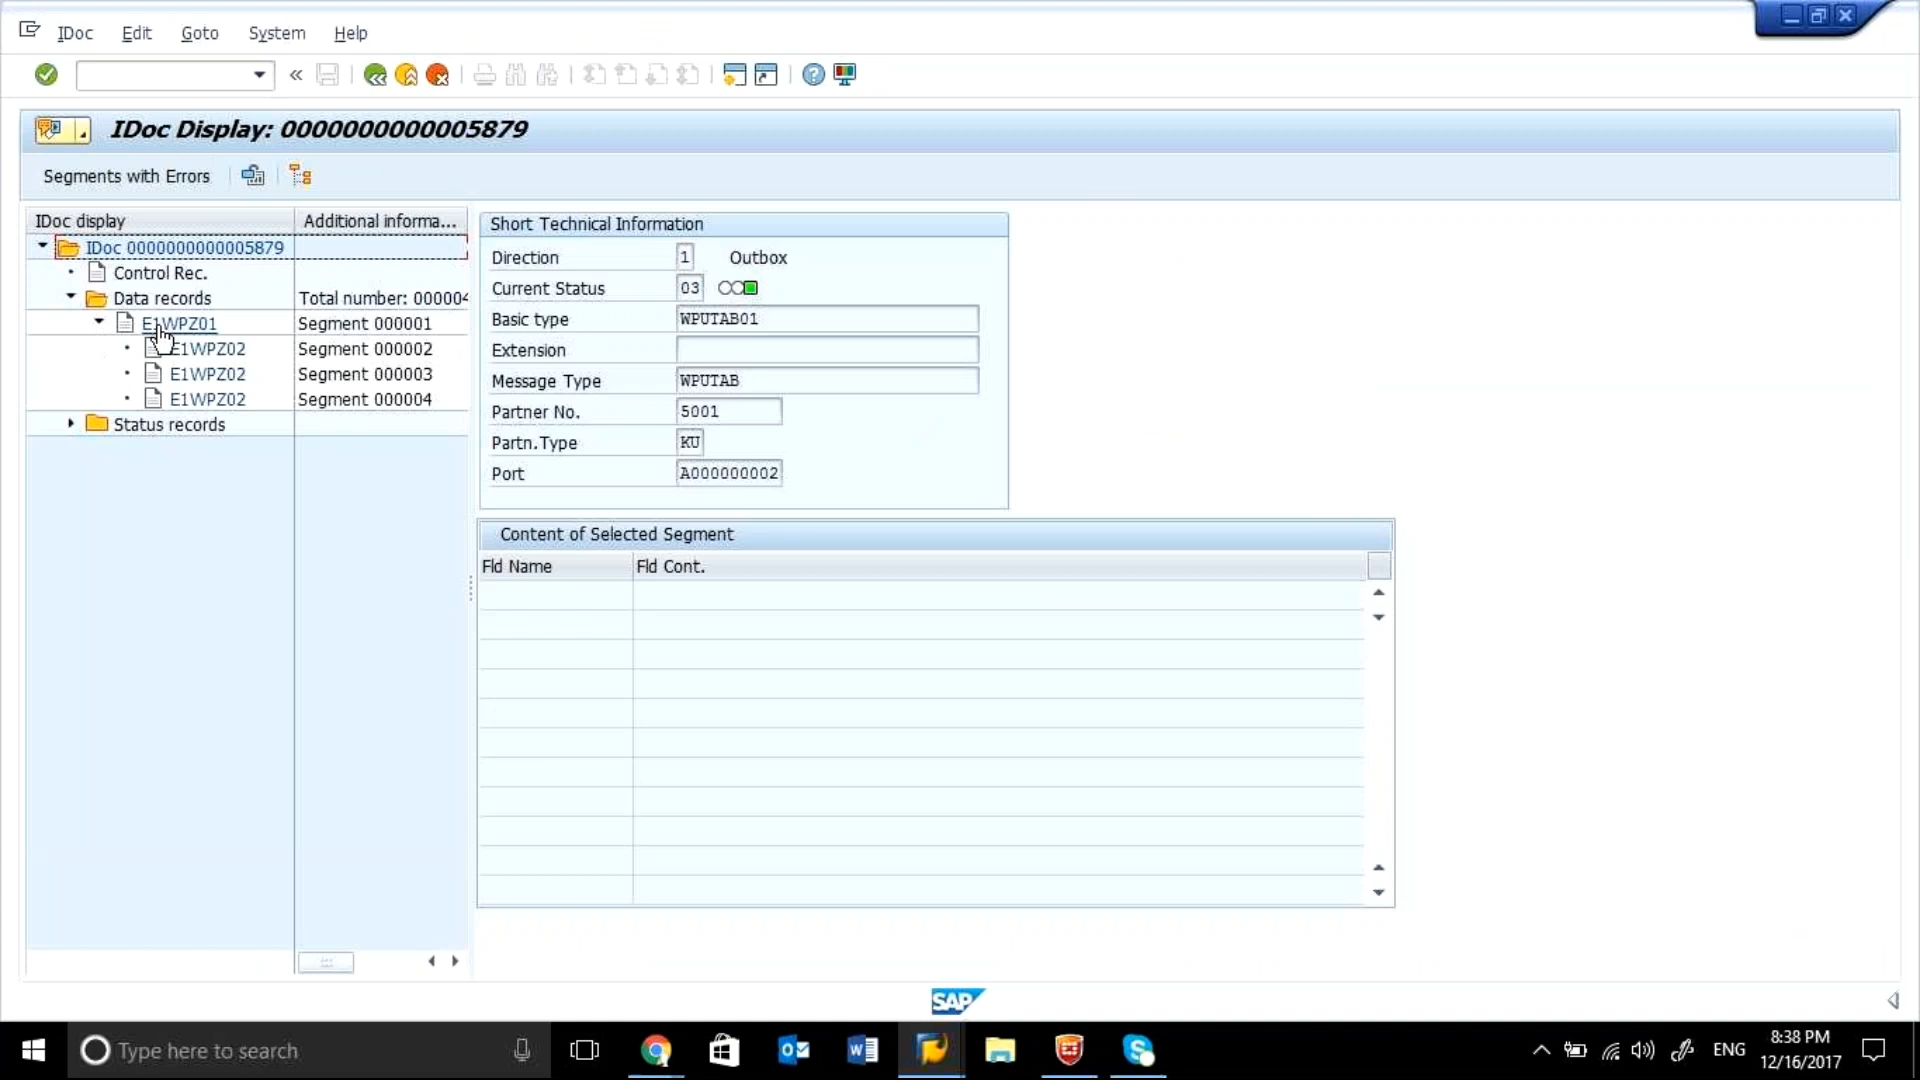 IDoc Edit Goto System Help
IDoc Display: 0000000000005879
Segments with Errors
IDoc display Additional informa...
IDoc 0000000000005879
Control Rec.
Data records Total number: 000004
E1WPZ01 Segment 000001
E1WPZ02 Segment 000002
E1WPZ02 Segment 000003
E1WPZ02 Segment 000004
Status records
Short Technical Information
Direction 1 Outbox
Current Status 03
Basic type WPUTAB01
Extension
Message Type WPUTAB
Partner No. 5001
Partn.Type KU
Port A000000002
Content of Selected Segment
Fld Name Fld Cont.
SAP
Type here to search
ENG
8:38 PM
12/16/2017